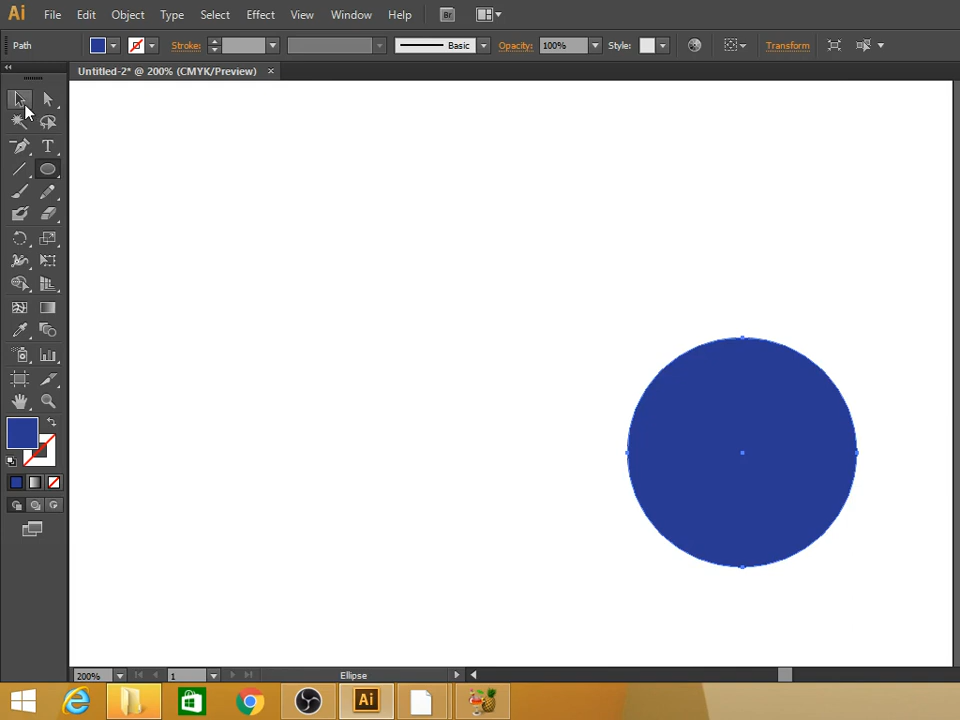 Ai File Edit Object Type Select Effect View Window Help Br
Path Stroke: Basic Opacity: 100% Style: Transform
Untitled-2* @ 200% (CMYK/Preview) ×
T
200% 1 Ellipse
Ai